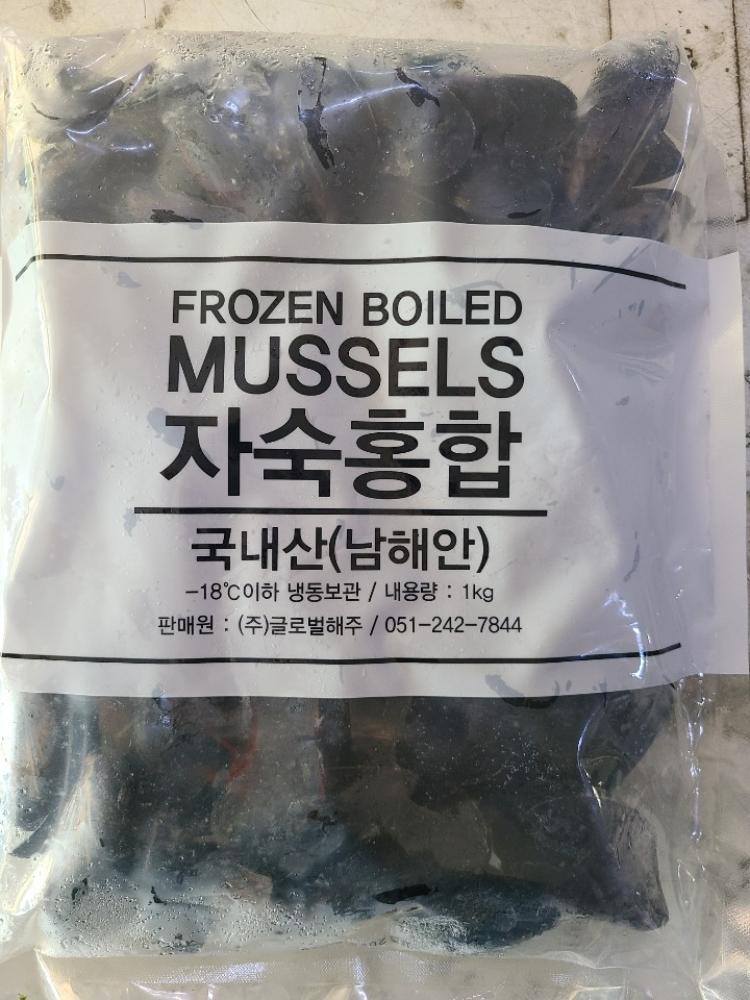 FROZEN BOILED
MUSSELS
자숙홍합
국내산(남해안)
-18℃이하 냉동보관 / 내용량 : 1kg
판매원 : (주)글로벌해주 / 051-242-7844